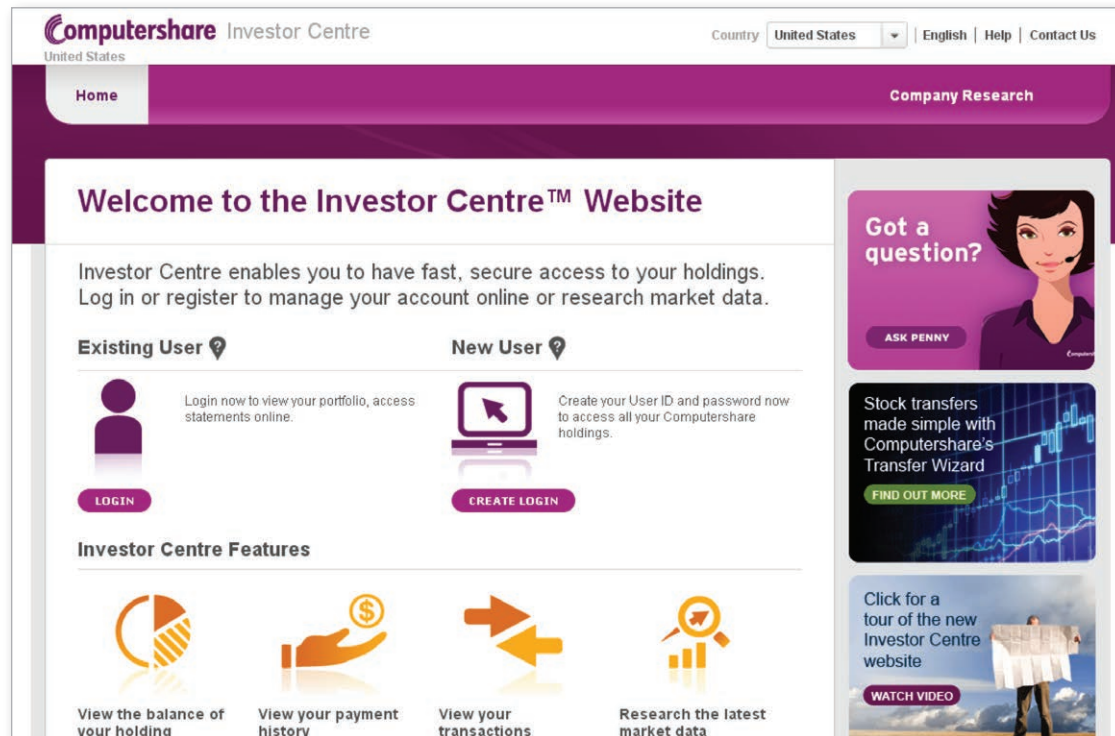 Computershare Investor Centre
United States
Country United States | English | Help | Contact Us
Home
Company Research
Welcome to the Investor Centre™ Website
Investor Centre enables you to have fast, secure access to your holdings.
Log in or register to manage your account online or research market data.
Existing User ?
Login now to view your portfolio, access
statements online.
LOGIN
New User ?
Create your User ID and password now
to access all your Computershare
holdings.
CREATE LOGIN
Investor Centre Features
View the balance of
your holding
View your payment
history
View your
transactions
Research the latest
market data
Got a
question?
ASK PENNY
Stock transfers
made simple with
Computershare's
Transfer Wizard
FIND OUT MORE
Click for a
tour of the new
Investor Centre
website
WATCH VIDEO